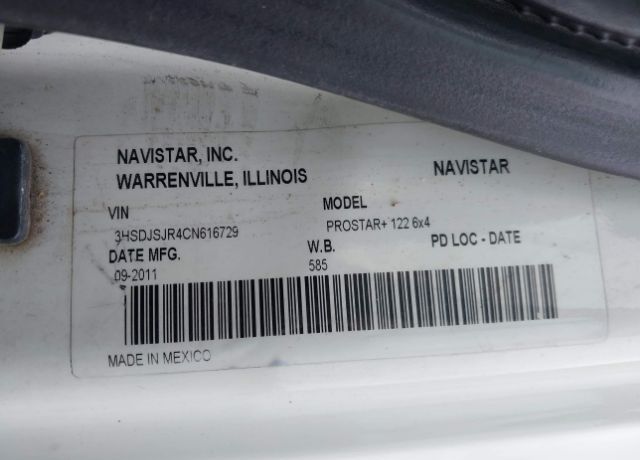 NAVISTAR, INC.
WARRENVILLE, ILLINOIS
NAVISTAR
VIN
MODEL
3HSDJSJR4CN616729
PROSTAR+ 122 6x4
DATE MFG.
W.B.
PD LOC - DATE
09-2011
585
MADE IN MEXICO